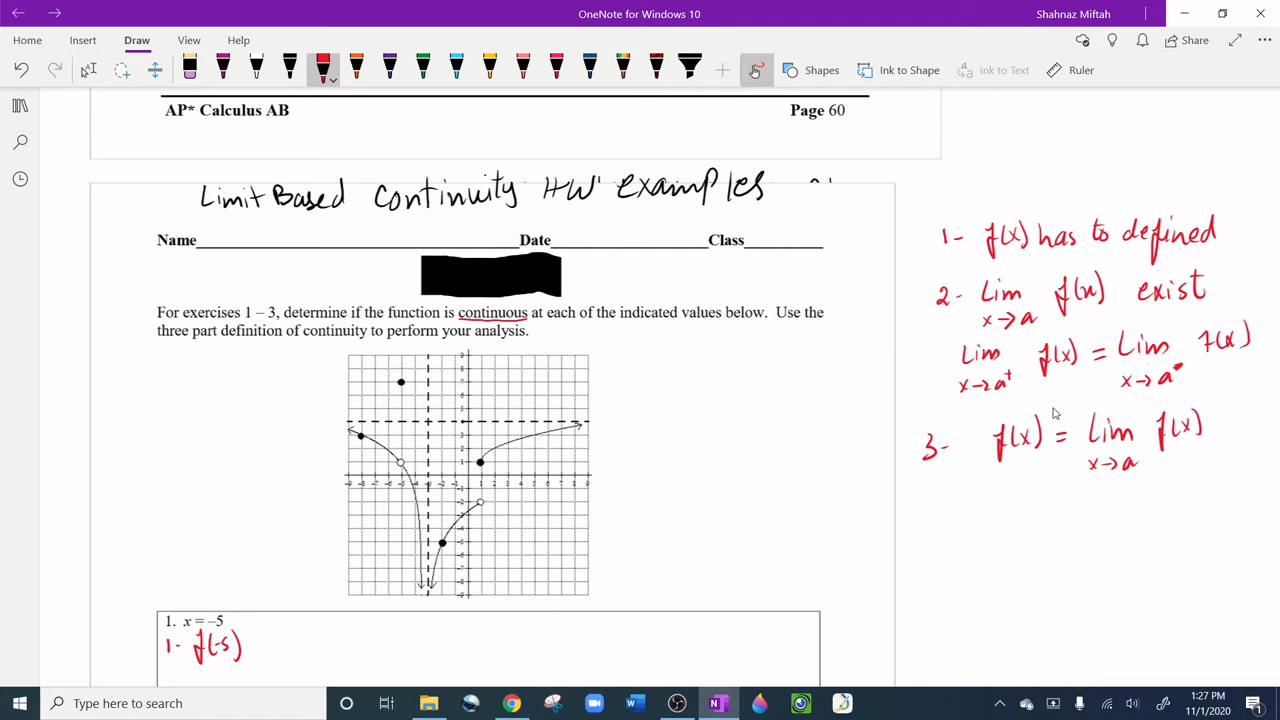 OneNote for Windows 10
Shahnaz Miftah
Home Insert Draw View Help
Share
Shapes
Ink to Shape
Ink to Text
Ruler
AP* Calculus AB
Page 60
Limit Based Continuity HW examples
Name Date Class
For exercises 1 – 3, determine if the function is continuous at each of the indicated values below. Use the
three part definition of continuity to perform your analysis.
1. x = –5
1- f(-5)
1- f(x) has to defined
2- Lim f(x) exist
x→a
Lim f(x) = Lim f(x)
x→a⁺ x→a⁻
3- f(x) = Lim f(x)
x→a
Type here to search
1:27 PM
11/1/2020